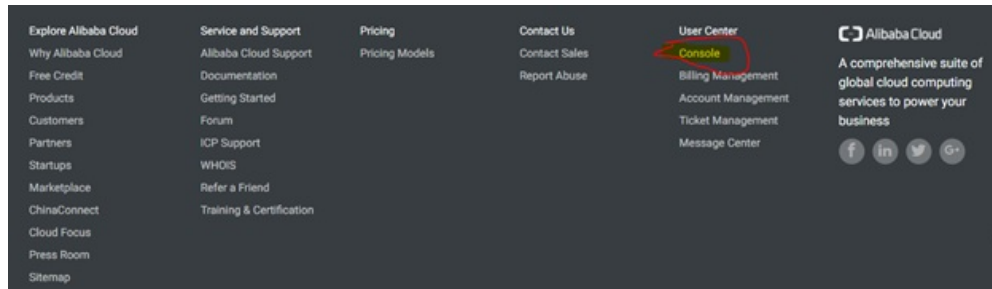 Explore Alibaba Cloud
Why Alibaba Cloud
Free Credit
Products
Customers
Partners
Startups
Marketplace
ChinaConnect
Cloud Focus
Press Room
Sitemap
Service and Support
Alibaba Cloud Support
Documentation
Getting Started
Forum
ICP Support
WHOIS
Refer a Friend
Training & Certification
Pricing
Pricing Models
Contact Us
Contact Sales
Report Abuse
User Center
Console
Billing Management
Account Management
Ticket Management
Message Center
Alibaba Cloud
A comprehensive suite of
global cloud computing
services to power your
business
f in G+